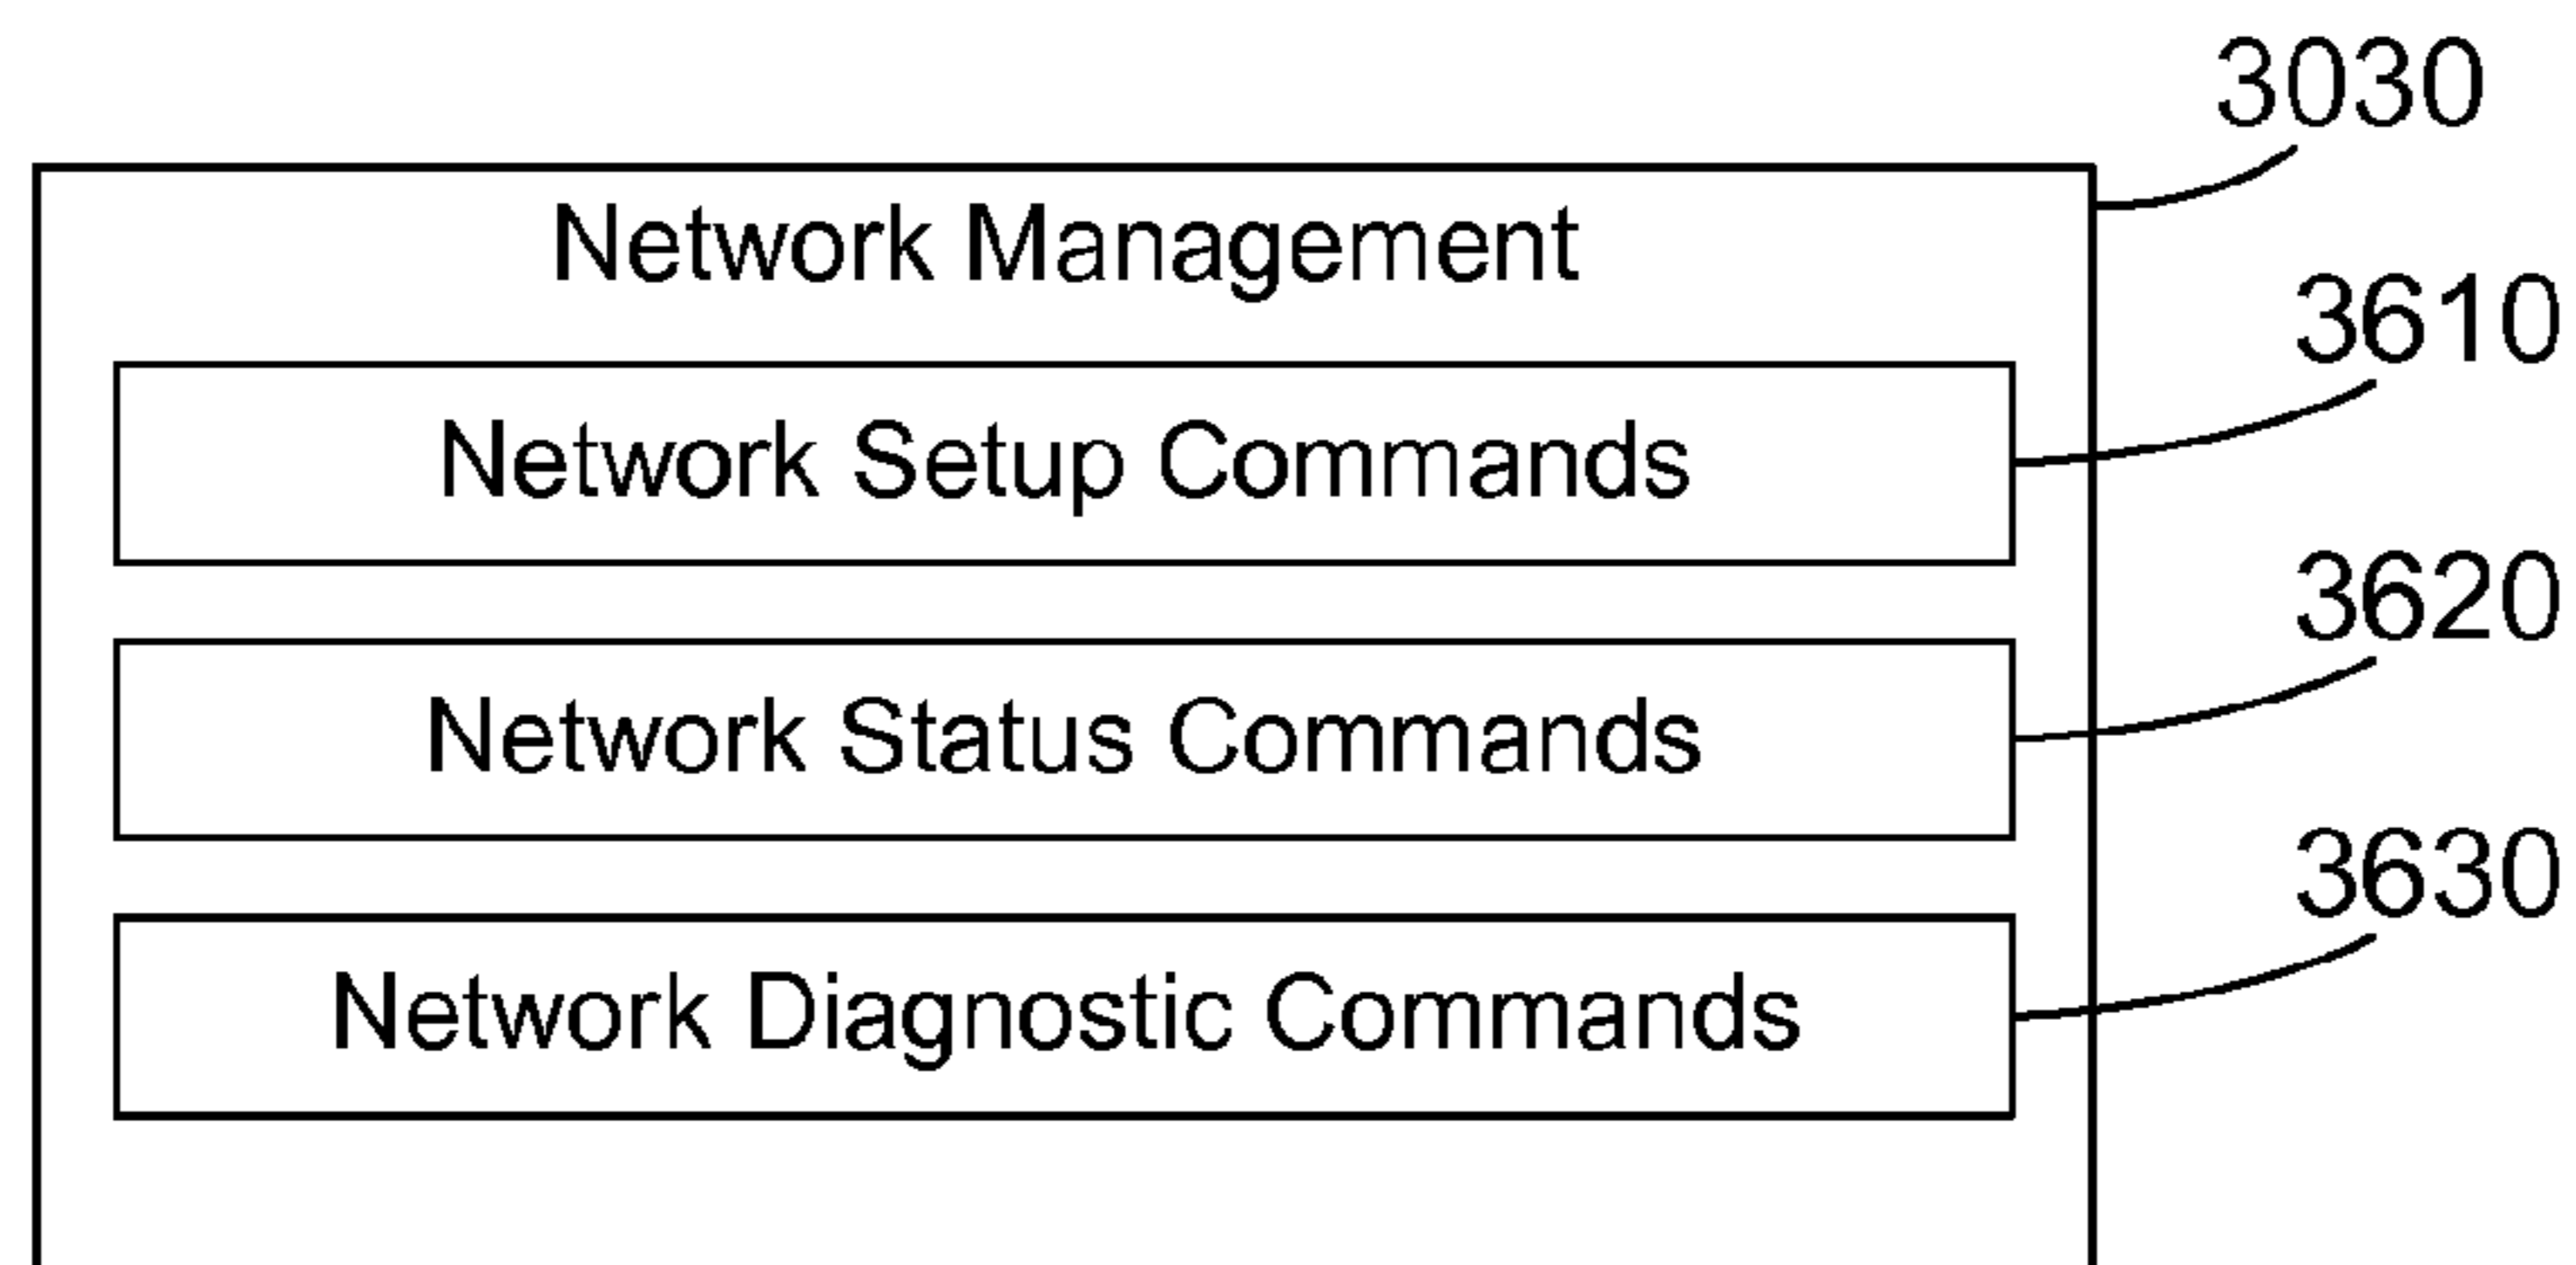 3030
Network Management
3610
Network Setup Commands
3620
Network Status Commands
3630
Network Diagnostic Commands